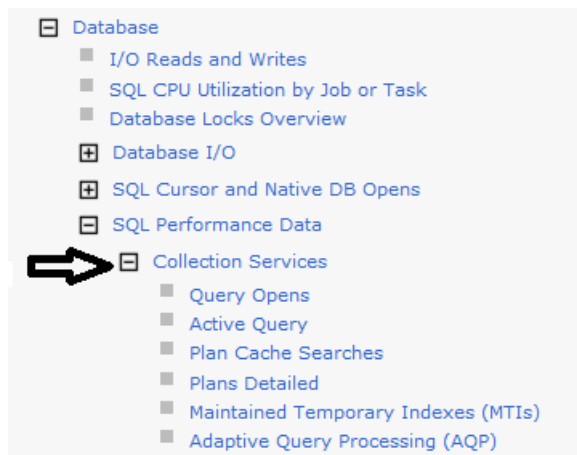 Database
I/O Reads and Writes
SQL CPU Utilization by Job or Task
Database Locks Overview
Database I/O
SQL Cursor and Native DB Opens
SQL Performance Data
Collection Services
Query Opens
Active Query
Plan Cache Searches
Plans Detailed
Maintained Temporary Indexes (MTIs)
Adaptive Query Processing (AQP)